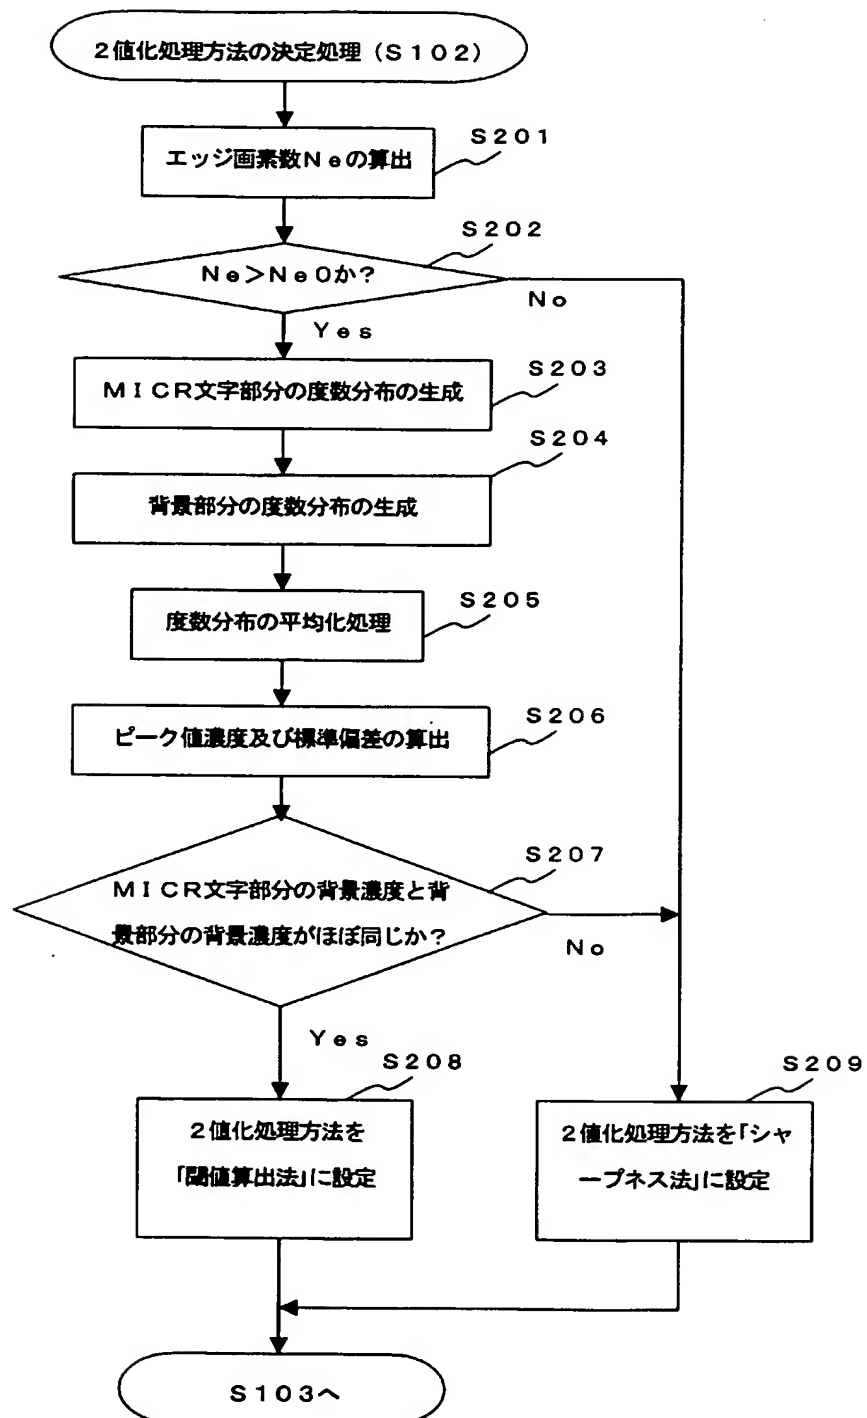 2値化処理方法の決定処理(S102)
S201
エッジ画素数Neの算出
S202
Ne>Ne0か?
No
Yes
S203
MICR文字部分の度数分布の生成
S204
背景部分の度数分布の生成
S205
度数分布の平均化処理
S206
ピーク値濃度及び標準偏差の算出
S207
MICR文字部分の背景濃度と背
景部分の背景濃度がほぼ同じか?
No
Yes
S208
2値化処理方法を
「閾値算出法」に設定
S209
2値化処理方法を「シャ
ープネス法」に設定
S103へ